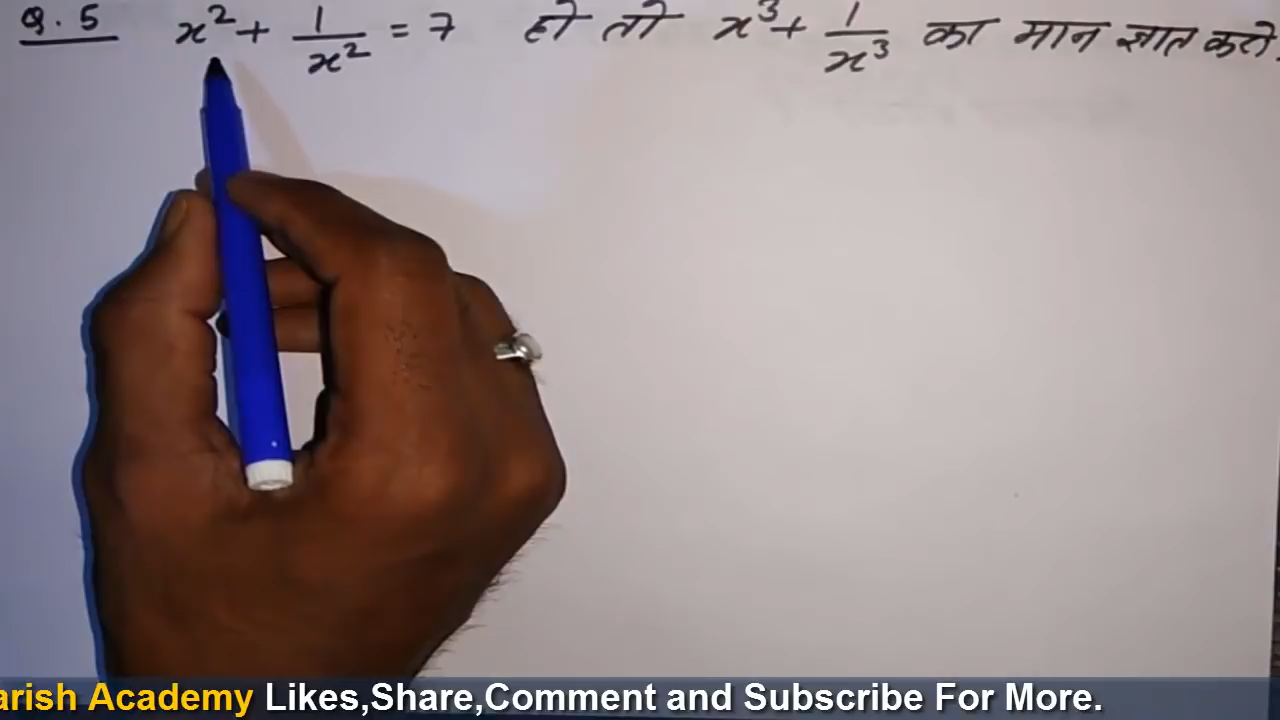 Q. 5 x² + 1/x² = 7 हो तो x³ + 1/x³ का मान ज्ञात करो.
arish Academy Likes,Share,Comment and Subscribe For More.